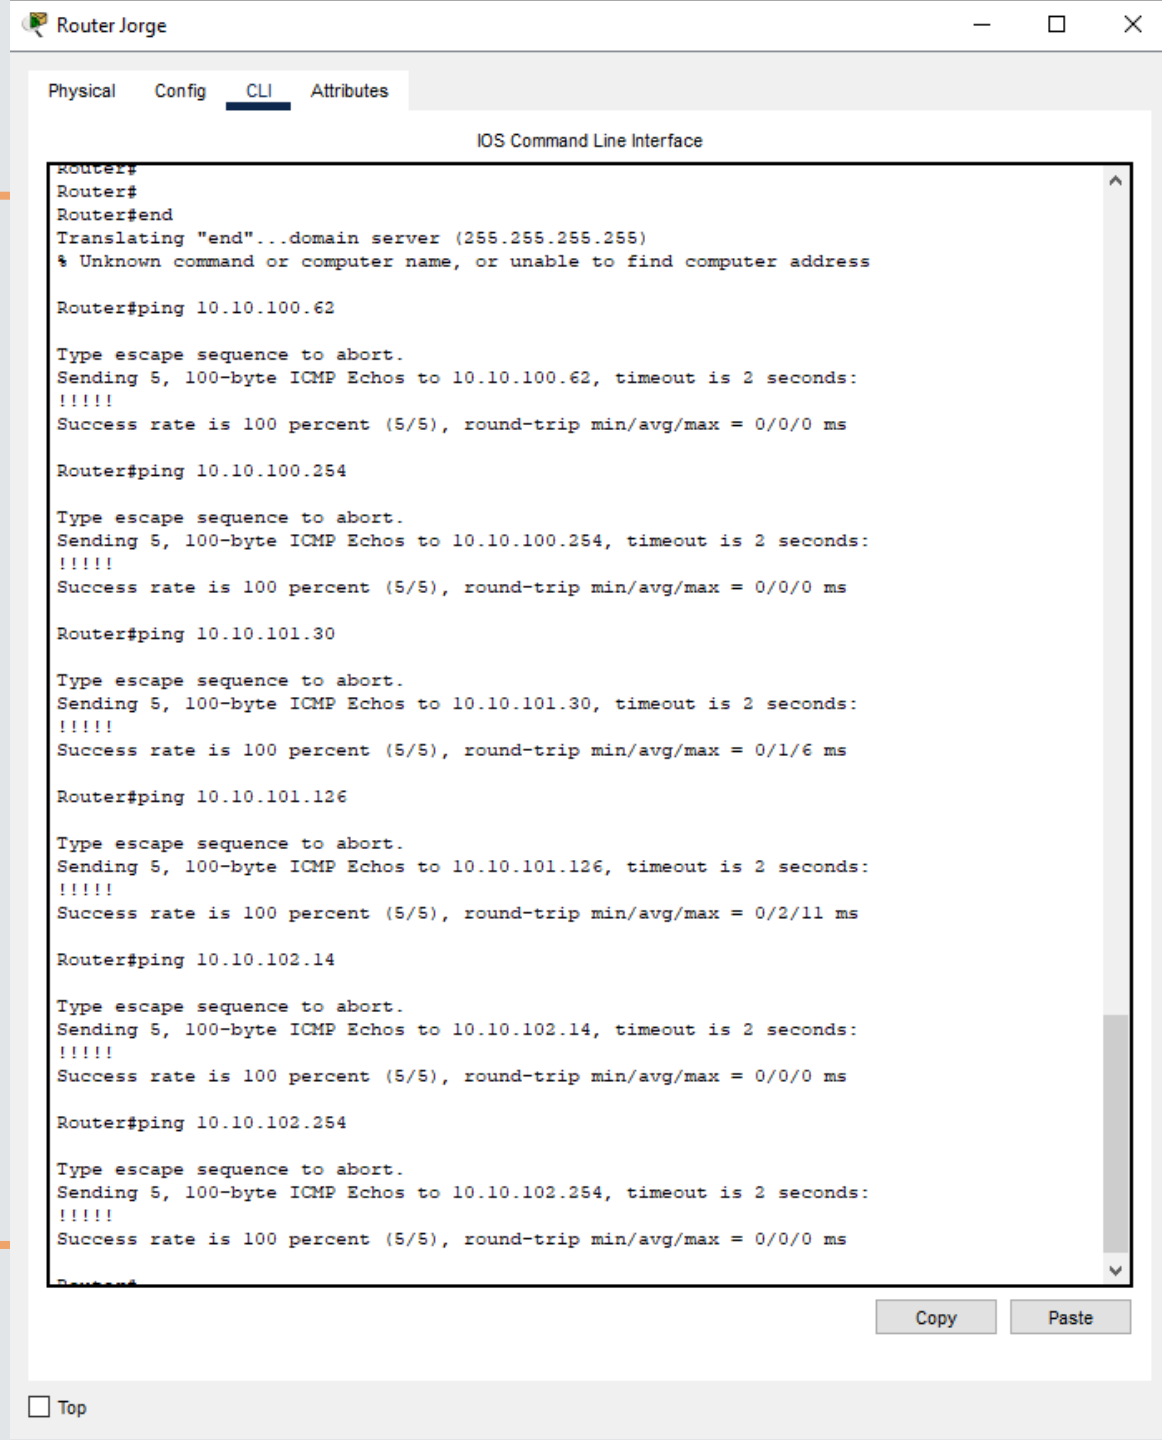 Router Jorge
Physical Config CLI Attributes
IOS Command Line Interface
Router#
Router#
Router#end
Translating "end"...domain server (255.255.255.255)
% Unknown command or computer name, or unable to find computer address
Router#ping 10.10.100.62
Type escape sequence to abort.
Sending 5, 100-byte ICMP Echos to 10.10.100.62, timeout is 2 seconds:
!!!!!
Success rate is 100 percent (5/5), round-trip min/avg/max = 0/0/0 ms
Router#ping 10.10.100.254
Type escape sequence to abort.
Sending 5, 100-byte ICMP Echos to 10.10.100.254, timeout is 2 seconds:
!!!!!
Success rate is 100 percent (5/5), round-trip min/avg/max = 0/0/0 ms
Router#ping 10.10.101.30
Type escape sequence to abort.
Sending 5, 100-byte ICMP Echos to 10.10.101.30, timeout is 2 seconds:
!!!!!
Success rate is 100 percent (5/5), round-trip min/avg/max = 0/1/6 ms
Router#ping 10.10.101.126
Type escape sequence to abort.
Sending 5, 100-byte ICMP Echos to 10.10.101.126, timeout is 2 seconds:
!!!!!
Success rate is 100 percent (5/5), round-trip min/avg/max = 0/2/11 ms
Router#ping 10.10.102.14
Type escape sequence to abort.
Sending 5, 100-byte ICMP Echos to 10.10.102.14, timeout is 2 seconds:
!!!!!
Success rate is 100 percent (5/5), round-trip min/avg/max = 0/0/0 ms
Router#ping 10.10.102.254
Type escape sequence to abort.
Sending 5, 100-byte ICMP Echos to 10.10.102.254, timeout is 2 seconds:
!!!!!
Success rate is 100 percent (5/5), round-trip min/avg/max = 0/0/0 ms
Router#
Copy Paste
Top